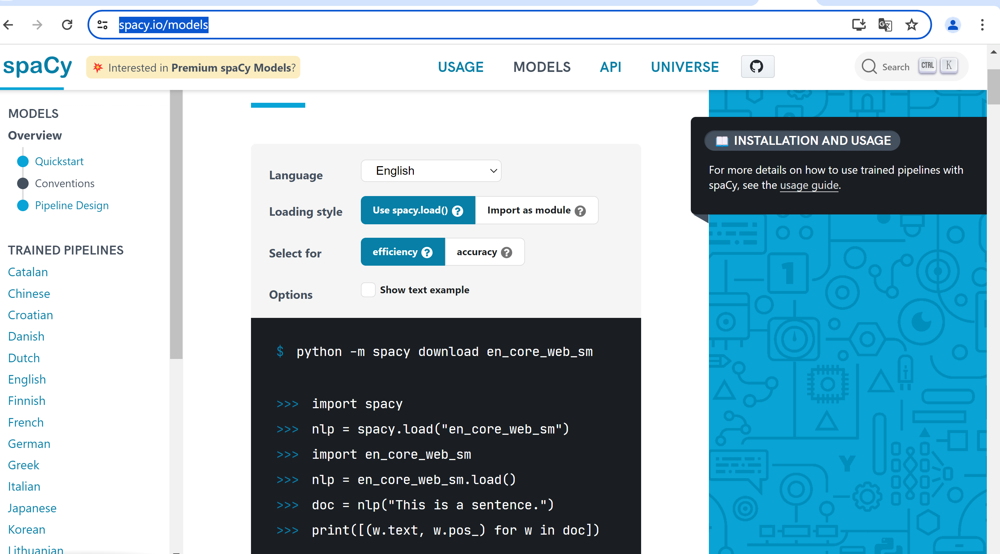 spacy.io/models
spaCy
Interested in Premium spaCy Models?
USAGE
MODELS
API
UNIVERSE
Search
CTRL
K
MODELS
Overview
Quickstart
Conventions
Pipeline Design
TRAINED PIPELINES
Catalan
Chinese
Croatian
Danish
Dutch
English
Finnish
French
German
Greek
Italian
Japanese
Korean
Lithuanian
Language
English
Loading style
Use spacy.load() ?
Import as module ?
Select for
efficiency ?
accuracy ?
Options
Show text example
$ python -m spacy download en_core_web_sm
>>> import spacy
>>> nlp = spacy.load("en_core_web_sm")
>>> import en_core_web_sm
>>> nlp = en_core_web_sm.load()
>>> doc = nlp("This is a sentence.")
>>> print([(w.text, w.pos_) for w in doc])
INSTALLATION AND USAGE
For more details on how to use trained pipelines with
spaCy, see the usage guide.
1
Y